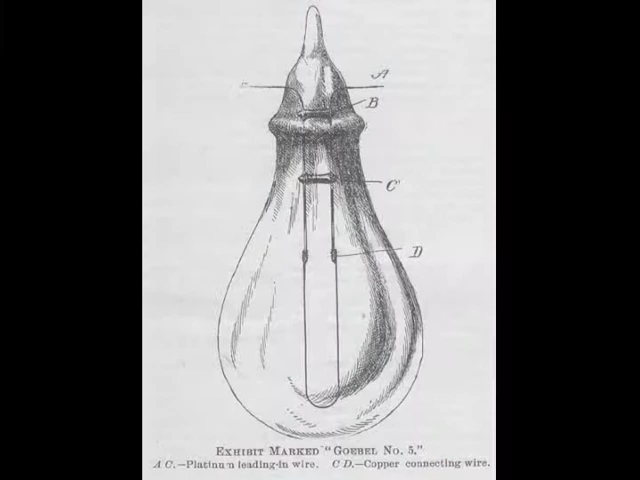 A
B
C
D
EXHIBIT MARKED "GOEBEL NO. 5."
A C.—Platinum leading-in wire. C D.—Copper connecting wire.